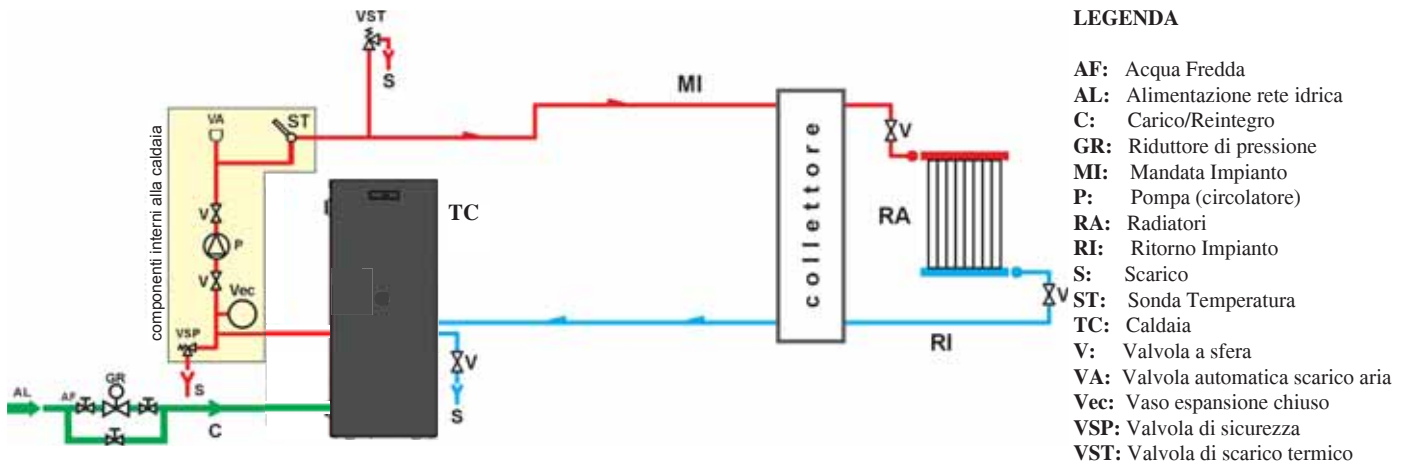 VST
S
MI
VA
ST
V
P
V
Vec
VSP
S
componenti interni alla caldaia
TC
collettore
V
RA
V
RI
V
S
AL
AF
GR
C
LEGENDA
AF: Acqua Fredda
AL: Alimentazione rete idrica
C: Carico/Reintegro
GR: Riduttore di pressione
MI: Mandata Impianto
P: Pompa (circolatore)
RA: Radiatori
RI: Ritorno Impianto
S: Scarico
ST: Sonda Temperatura
TC: Caldaia
V: Valvola a sfera
VA: Valvola automatica scarico aria
Vec: Vaso espansione chiuso
VSP: Valvola di sicurezza
VST: Valvola di scarico termico